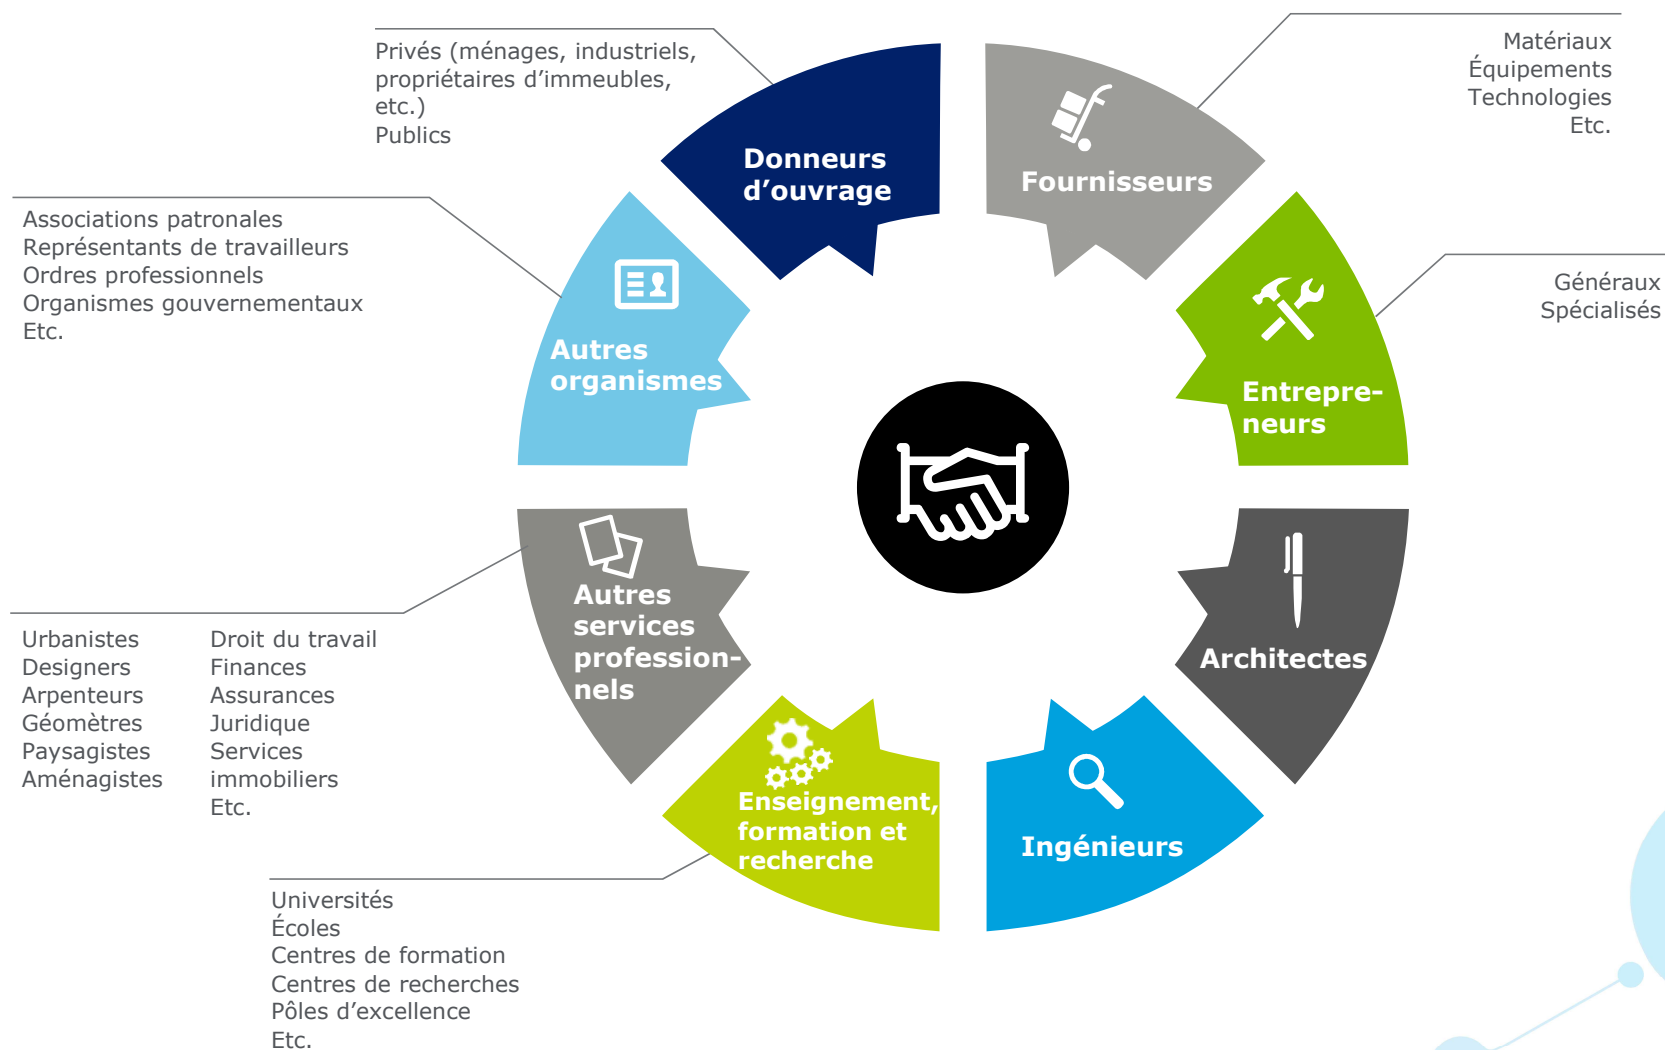 Privés (ménages, industriels,
propriétaires d’immeubles,
etc.)
Publics
Donneurs
d’ouvrage
Matériaux
Équipements
Technologies
Etc.
Fournisseurs
Associations patronales
Représentants de travailleurs
Ordres professionnels
Organismes gouvernementaux
Etc.
Autres
organismes
Généraux
Spécialisés
Entrepre-
neurs
Autres
services
profession-
nels
Architectes
Urbanistes
Designers
Arpenteurs
Géomètres
Paysagistes
Aménagistes
Droit du travail
Finances
Assurances
Juridique
Services
immobiliers
Etc.
Enseignement,
formation et
recherche
Ingénieurs
Universités
Écoles
Centres de formation
Centres de recherches
Pôles d’excellence
Etc.